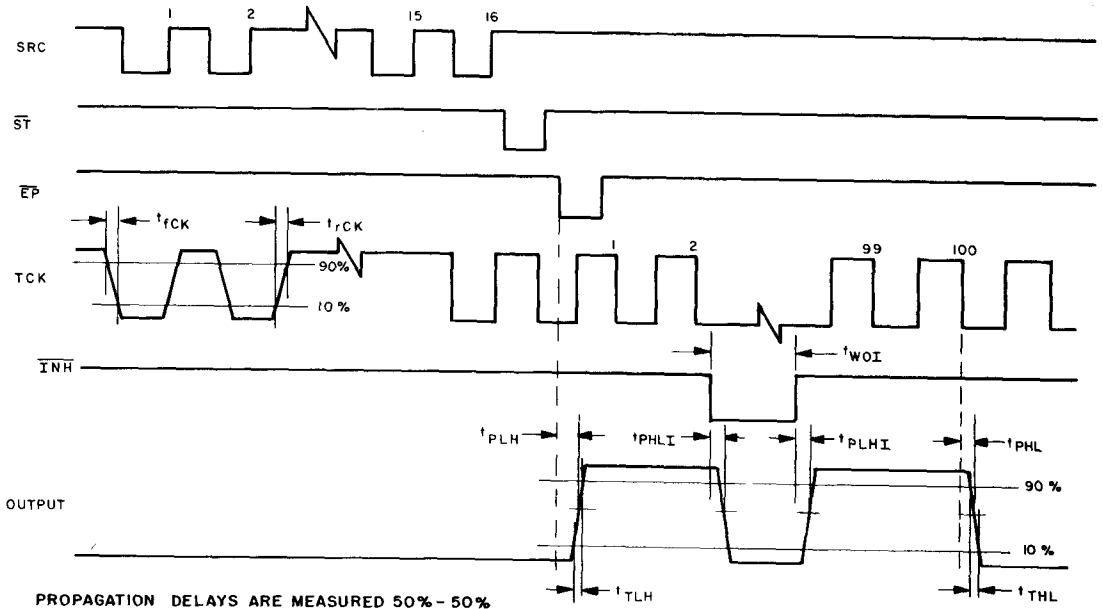 1 2 15 16
SRC
ST
EP
tfCK trCK
1 2 99 100
TCK
90%
10%
tWOI
INH
tPLH tPHLI tPLHI tPHL
90%
OUTPUT
10%
tTLH tTHL
PROPAGATION DELAYS ARE MEASURED 50%-50%